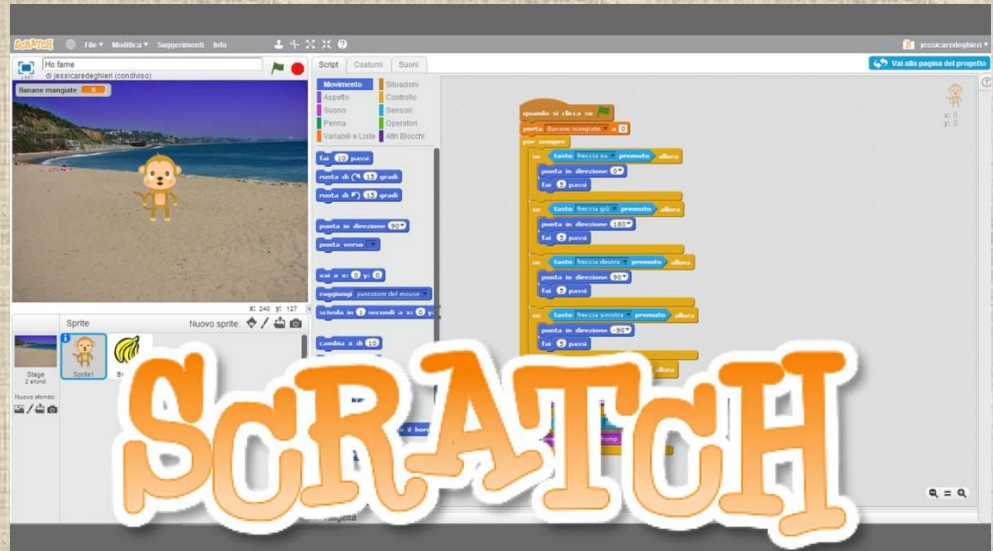 SCRATCH
File Modifica Suggerimenti Info
jessicaredeghieri
Ho fame
di jessicaredeghieri (condiviso)
Vai alla pagina del progetto
Banane mangiate 0
Script Costumi Suoni
Movimento Situazioni
Aspetto Controllo
Suono Sensori
Penna Operatori
Variabili e Liste Altri Blocchi
fai 10 passi
ruota di 15 gradi
ruota di 15 gradi
punta in direzione 90
punta verso
vai a x: 0 y: 0
raggiungi puntatore del mouse
scivola in 1 secondi a x: 0 y:
cambia x di 10
quando si clicca su
porta Banane mangiate a 0
per sempre
se tasto freccia su premuto allora
punta in direzione 0
fai 5 passi
se tasto freccia giù premuto allora
punta in direzione 180
fai 5 passi
se tasto freccia destra premuto allora
punta in direzione 90
fai 5 passi
se tasto freccia sinistra premuto allora
punta in direzione -90
fai 5 passi
allora
x: 0
y: 0
X: 240 y: 127
Sprite Nuovo sprite:
Stage
2 sfondi
Sprite1
Nuovo sfondo:
SCRATCH